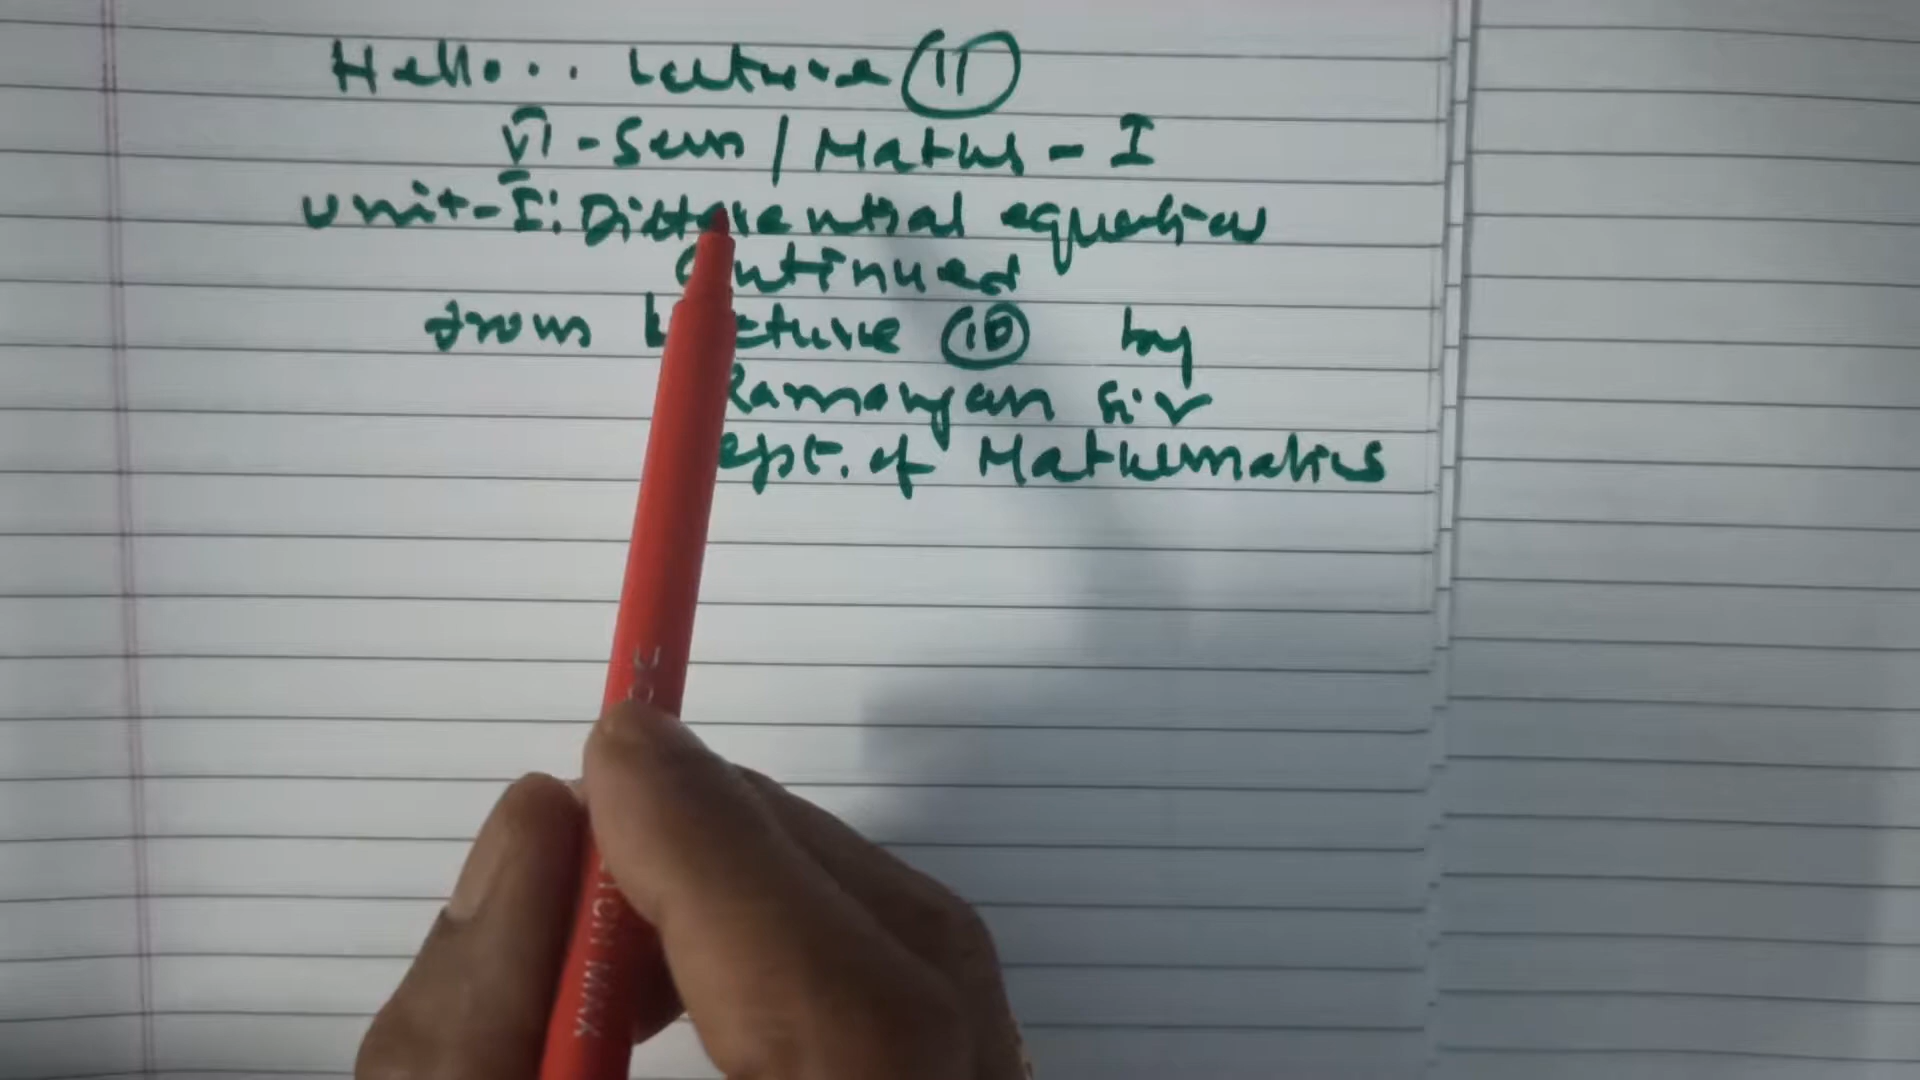 Hello... Lecture 11
VI - Sem / Maths - I
Unit - I: Differential equation
Continued
from Lecture 10 by
Ramayan Sir
Dept. of Mathematics